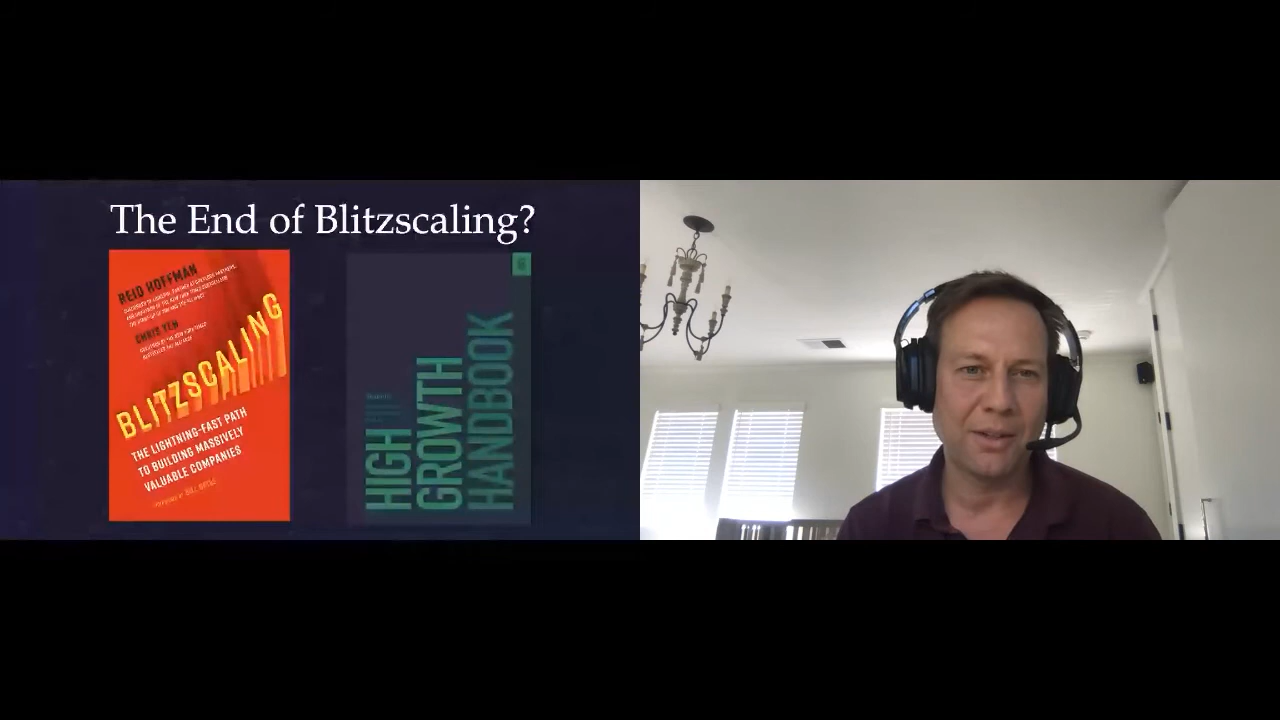 The End of Blitzscaling?
REID HOFFMAN
CHRIS YEH
BLITZSCALING
THE LIGHTNING-FAST PATH
TO BUILDING MASSIVELY
VALUABLE COMPANIES
HIGH
GROWTH
HANDBOOK